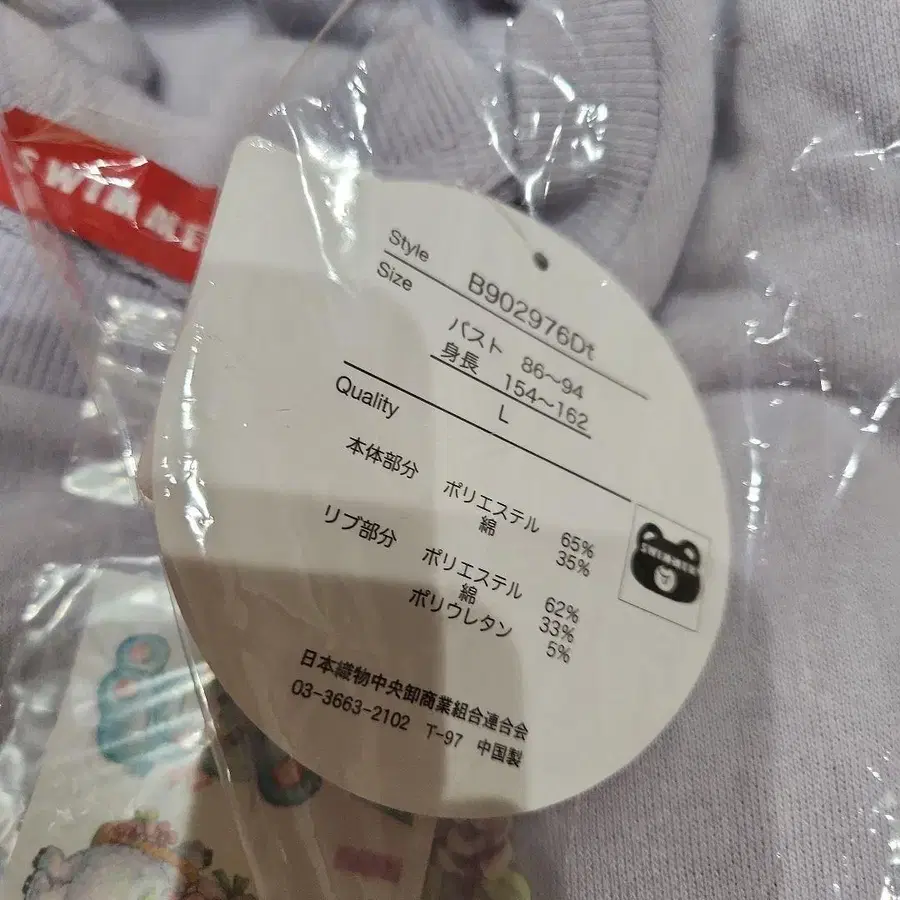 SWIMME
Style B902976Dt
Size
バスト 86～94
身長 154～162
L
Quality
本体部分 ポリエステル 65%
綿 35%
リブ部分 ポリエステル 62%
綿 33%
ポリウレタン 5%
SWIMMER
日本織物中央卸商業組合連合会
03-3663-2102 T-97 中国製